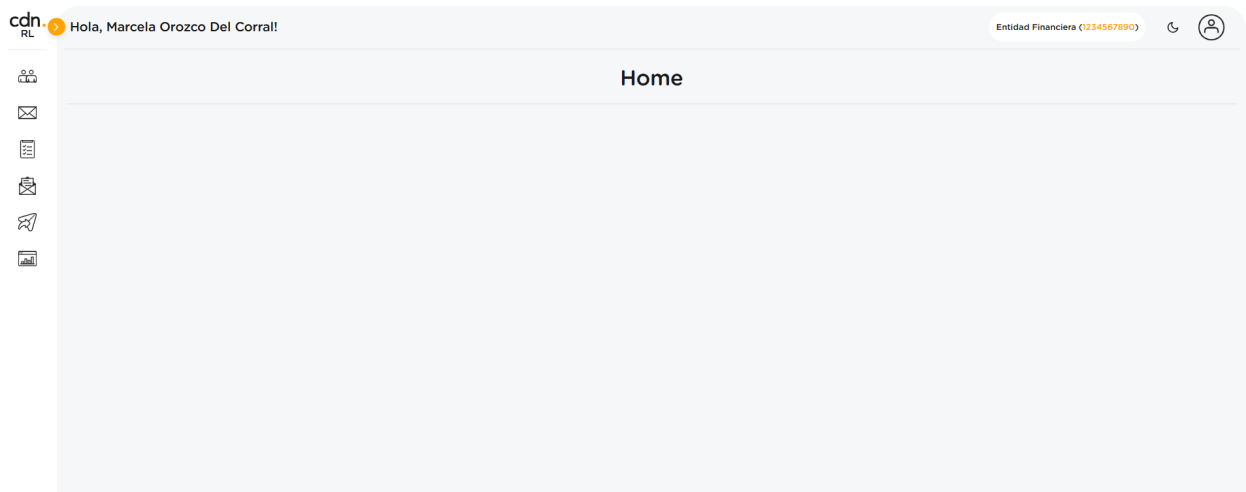 cdn.
RL
Hola, Marcela Orozco Del Corral!
Entidad Financiera (1234567890)
Home